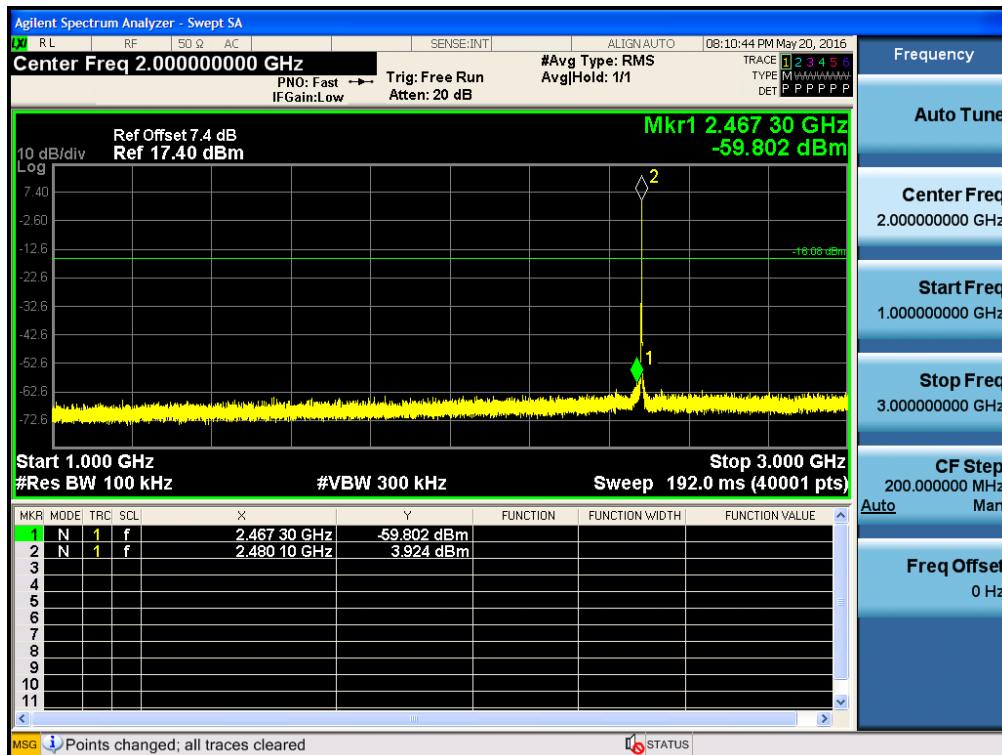 Agilent Spectrum Analyzer - Swept SA
LXI RL RF 50 Ω AC SENSE:INT ALIGN AUTO 08:10:44 PM May 20, 2016 Frequency
Center Freq 2.000000000 GHz #Avg Type: RMS TRACE 1 2 3 4 5 6
PNO: Fast Trig: Free Run Avg|Hold: 1/1 TYPE M WWWWW
IFGain:Low Atten: 20 dB DET P P P P P P
Auto Tune
Mkr1 2.467 30 GHz
Ref Offset 7.4 dB
10 dB/div Ref 17.40 dBm -59.802 dBm
Log
2
7.40
Center Freq
2.000000000 GHz
-2.60
-12.6
-16.08 dBm
-22.6
Start Freq
1.000000000 GHz
-32.6
-42.6
1
-52.6
Stop Freq
3.000000000 GHz
-62.6
-72.6
Start 1.000 GHz Stop 3.000 GHz
#Res BW 100 kHz #VBW 300 kHz Sweep 192.0 ms (40001 pts)
CF Step
200.000000 MHz
Auto Man
MKR MODE TRC SCL X Y FUNCTION FUNCTION WIDTH FUNCTION VALUE
1 N 1 f 2.467 30 GHz -59.802 dBm
2 N 1 f 2.480 10 GHz 3.924 dBm
3
4
5
6
7
8
9
10
11
Freq Offset
0 Hz
MSG Points changed; all traces cleared STATUS